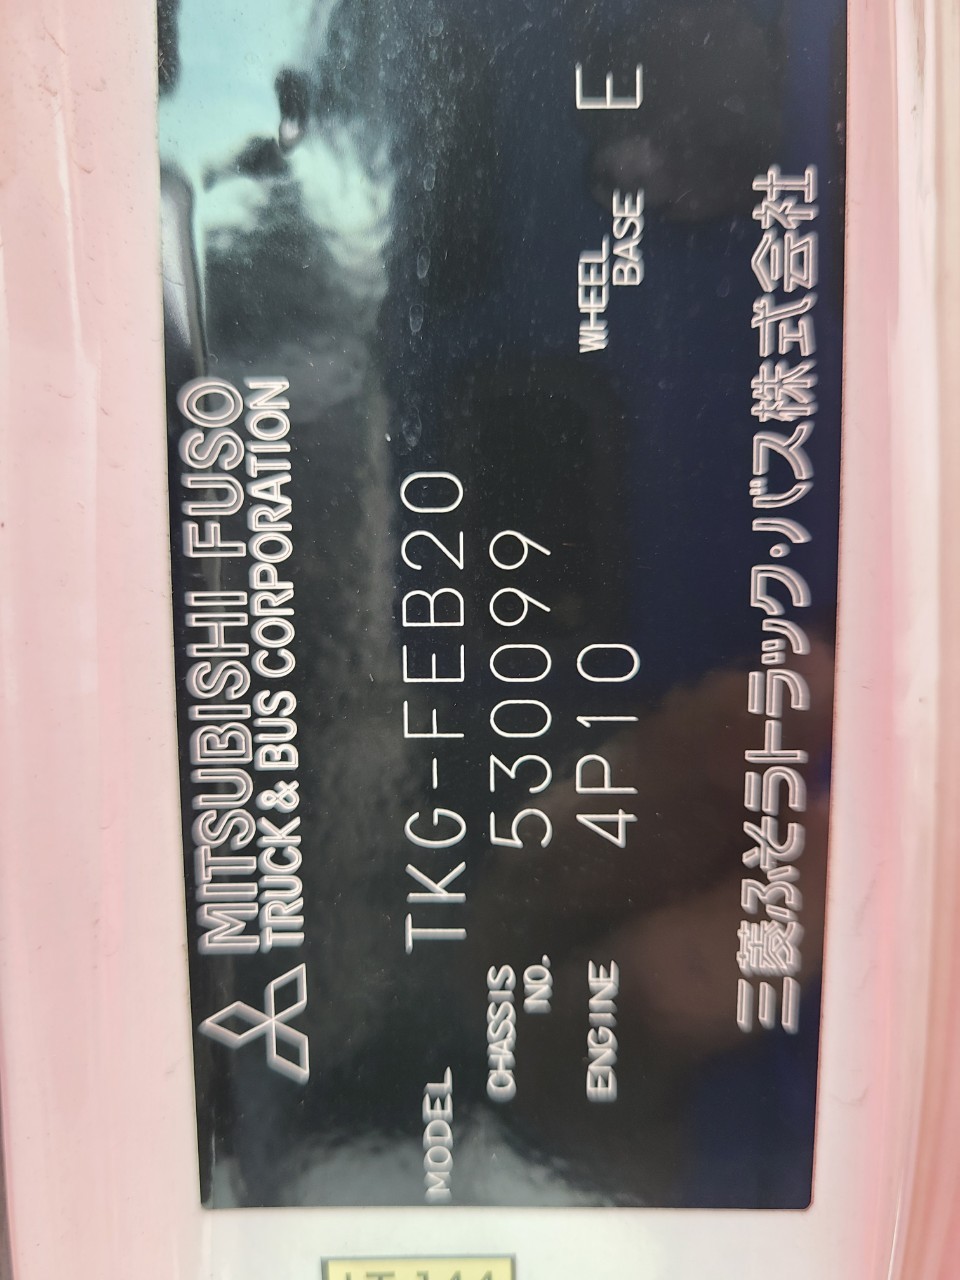 MITSUBISHI FUSO
TRUCK & BUS CORPORATION
MODEL TKG-FEB20
CHASSIS NO. 530099
ENGINE 4P10 WHEEL BASE E
三菱ふそうトラック・バス株式会社